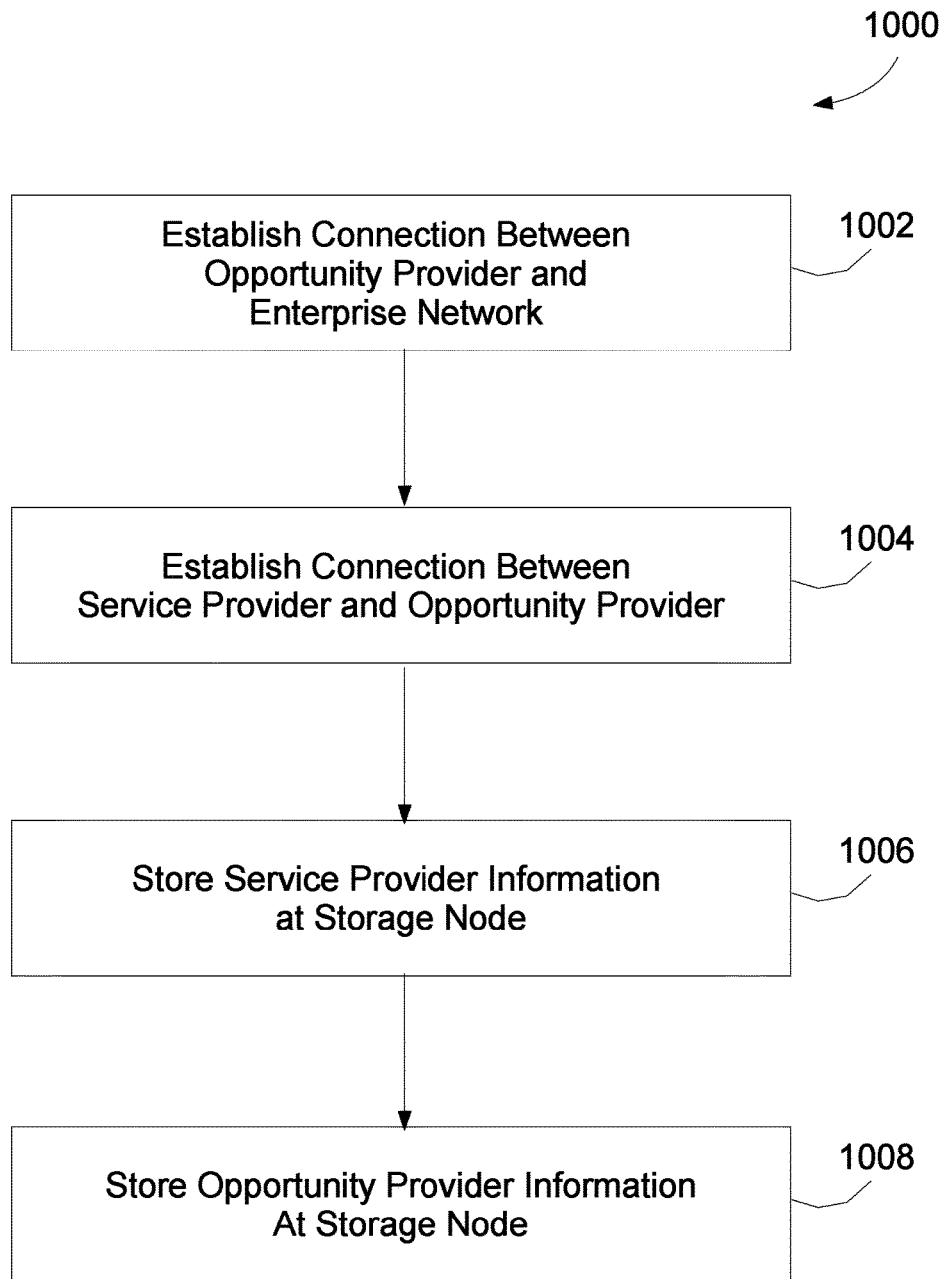 1000
Establish Connection Between
Opportunity Provider and
Enterprise Network
1002
Establish Connection Between
Service Provider and Opportunity Provider
1004
Store Service Provider Information
at Storage Node
1006
Store Opportunity Provider Information
At Storage Node
1008